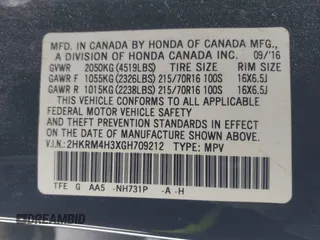 MFD. IN CANADA BY HONDA OF CANADA MFG.,
A DIVISION OF HONDA CANADA INC. 09/'16
GVWR 2050KG (4519LBS) TIRE SIZE RIM SIZE
GAWR F 1055KG (2326LBS) 215/70R16 100S 16X6.5J
GAWR R 1015KG (2238LBS) 215/70R16 100S 16X6.5J
THIS VEHICLE CONFORMS TO ALL APPLICABLE
FEDERAL MOTOR VEHICLE SAFETY AND
THEFT PREVENTION STANDARDS IN EFFECT ON
THE DATE OF MANUFACTURE SHOWN ABOVE.
V.I.N.: 2HKRM4H3XGH709212 TYPE: MPV
TFE G AA5 -NH731P -A -H
DREAMBID